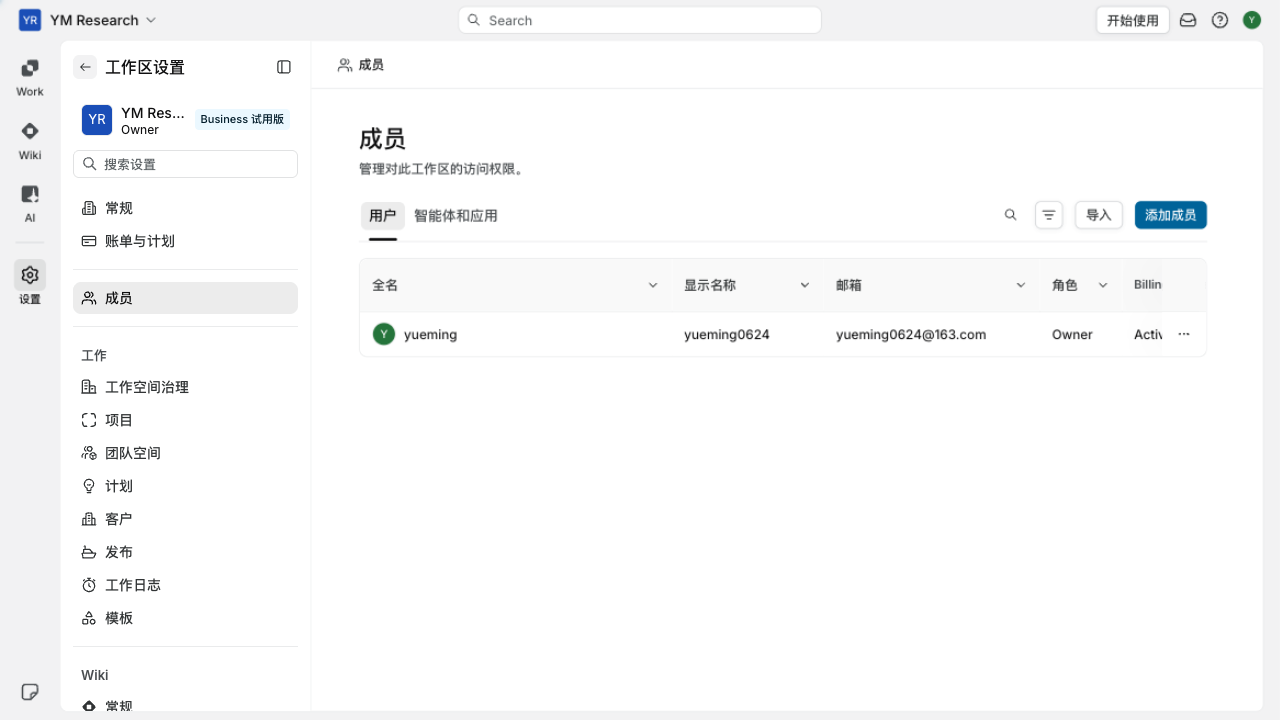 YR YM Research
Search
开始使用
Y
Work
Wiki
AI
设置
工作区设置
YR
YM Res...
Owner
Business 试用版
搜索设置
常规
账单与计划
成员
工作
工作空间治理
项目
团队空间
计划
客户
发布
工作日志
模板
Wiki
常规
成员
成员
管理对此工作区的访问权限。
用户 智能体和应用
导入 添加成员
全名 显示名称 邮箱 角色 Billin
Y yueming yueming0624 yueming0624@163.com Owner Activ